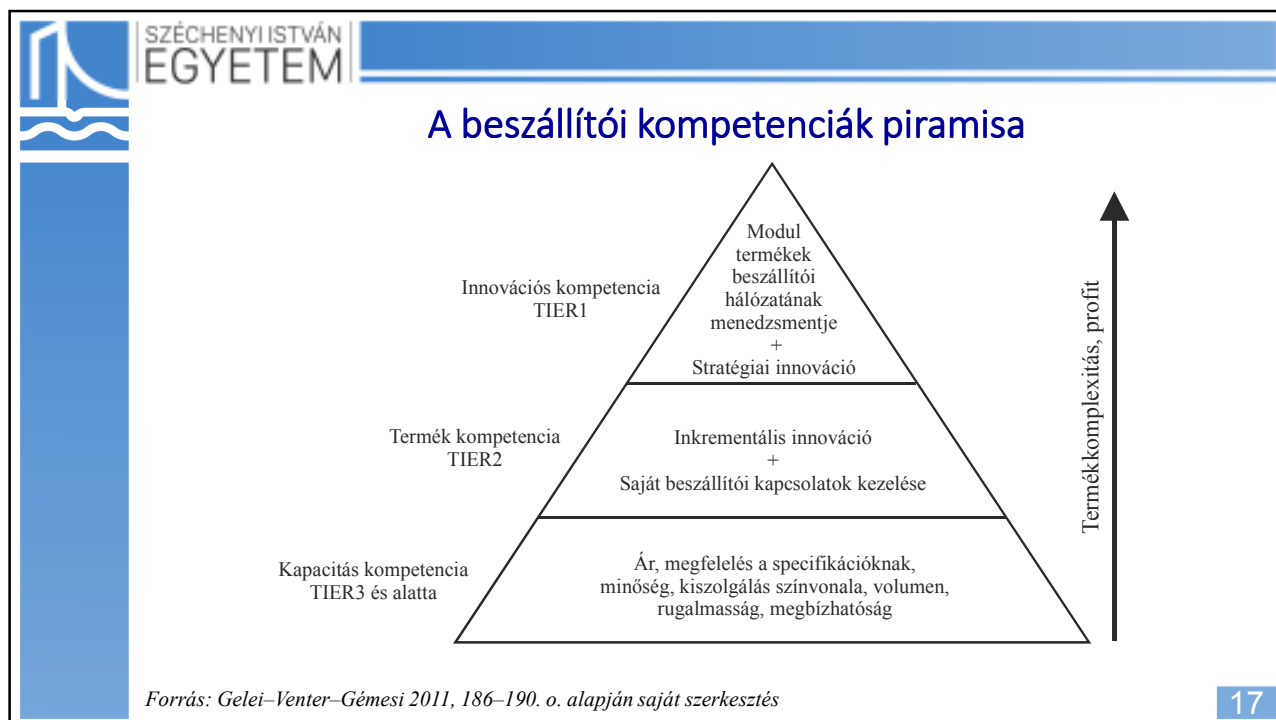 SZÉCHENYI ISTVÁN
EGYETEM
A beszállítói kompetenciák piramisa
Innovációs kompetencia
TIER1
Modul
termékek
beszállítói
hálózatának
menedzsmentje
+
Stratégiai innováció
Termék kompetencia
TIER2
Inkrementális innováció
+
Saját beszállítói kapcsolatok kezelése
Kapacitás kompetencia
TIER3 és alatta
Ár, megfelelés a specifikációknak,
minőség, kiszolgálás színvonala, volumen,
rugalmasság, megbízhatóság
Termékkomplexitás, profit
Forrás: Gelei–Venter–Gémesi 2011, 186–190. o. alapján saját szerkesztés
17